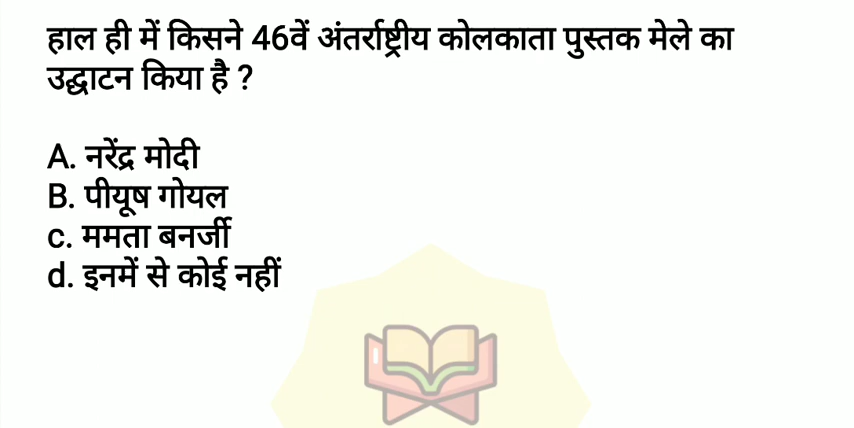 हाल ही में किसने 46वें अंतर्राष्ट्रीय कोलकाता पुस्तक मेले का
उद्घाटन किया है ?
A. नरेंद्र मोदी
B. पीयूष गोयल
c. ममता बनर्जी
d. इनमें से कोई नहीं